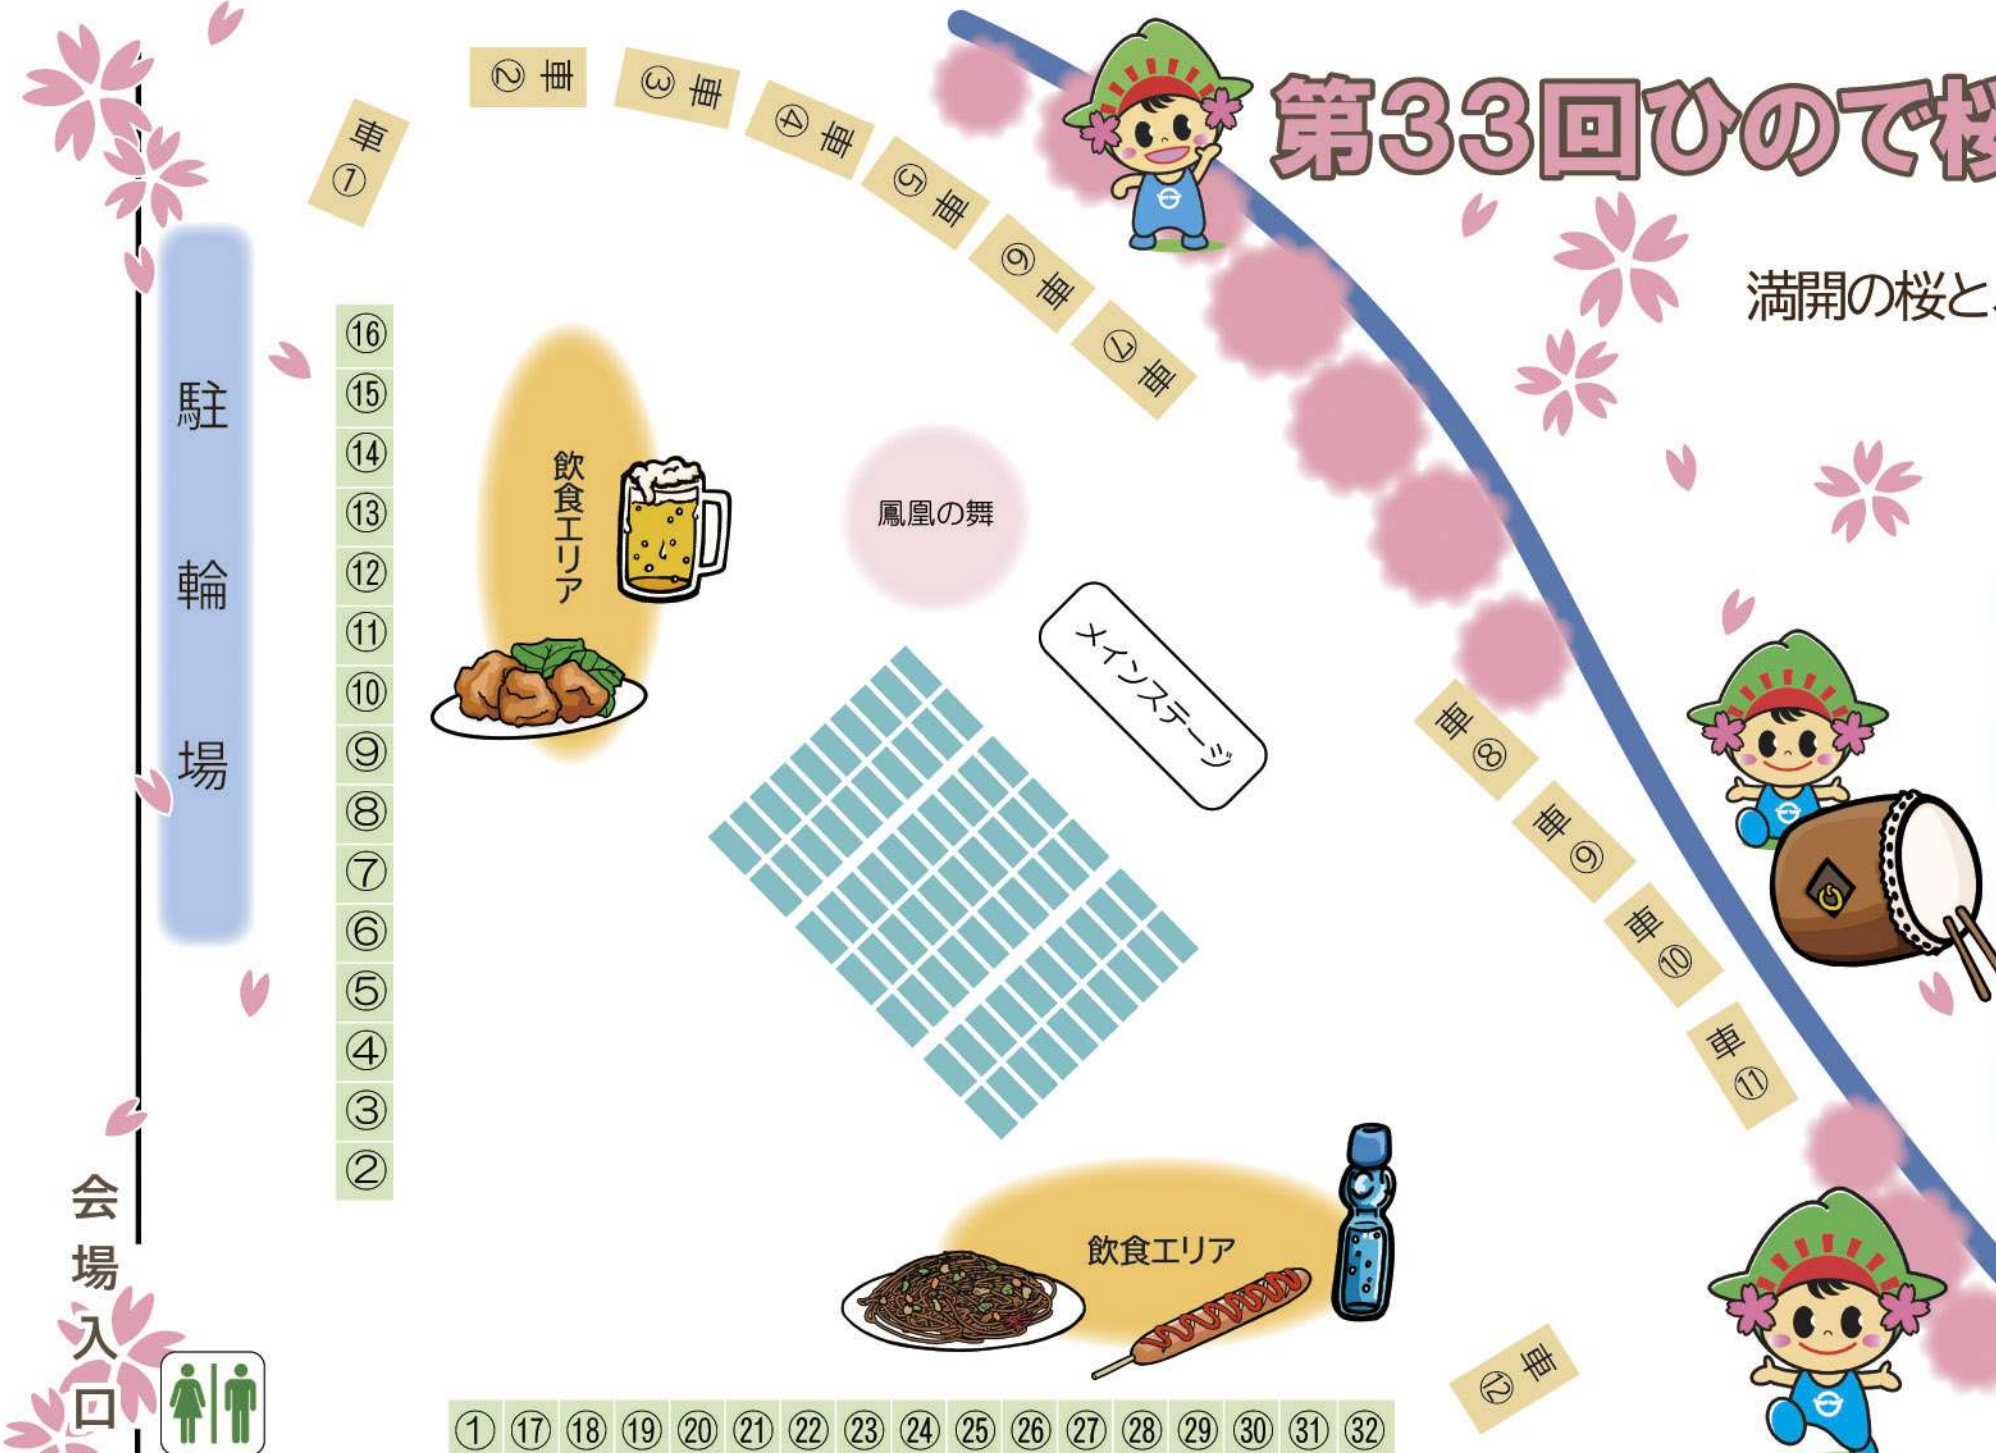 第33回ひので桜
満開の桜と
車①
車②
車③
車④
車⑤
車⑥
車⑦
車⑧
車⑨
車⑩
車⑪
車⑫
駐輪場
⑯
⑮
⑭
⑬
⑫
⑪
⑩
⑨
⑧
⑦
⑥
⑤
④
③
②
飲食エリア
鳳凰の舞
メインステージ
飲食エリア
会場入口
① ⑰ ⑱ ⑲ ⑳ ㉑ ㉒ ㉓ ㉔ ㉕ ㉖ ㉗ ㉘ ㉙ ㉚ ㉛ ㉜